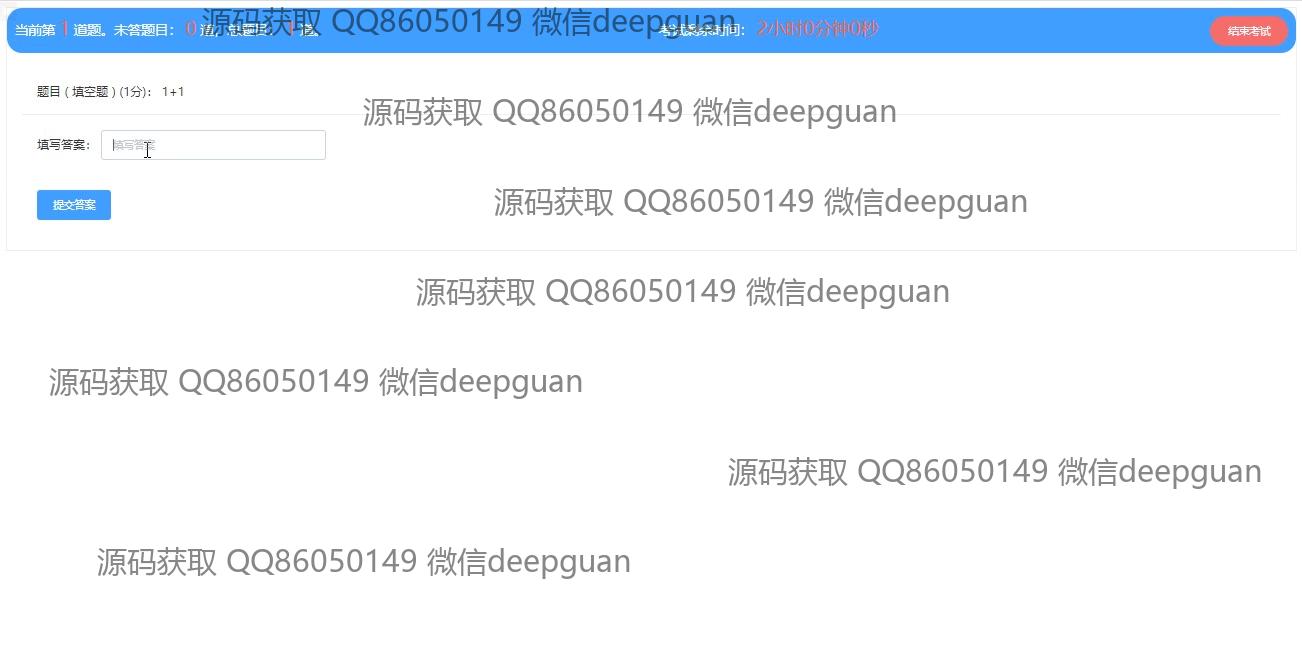 当前第 1 道题。未答题目： 0 道，总题目： 1 道。 考试剩余时间： 2小时0分钟0秒 结束考试
源码获取 QQ86050149 微信deepguan
题目 ( 填空题 ) (1分)： 1+1
源码获取 QQ86050149 微信deepguan
填写答案： 填写答案
源码获取 QQ86050149 微信deepguan
提交答案
源码获取 QQ86050149 微信deepguan
源码获取 QQ86050149 微信deepguan
源码获取 QQ86050149 微信deepguan
源码获取 QQ86050149 微信deepguan